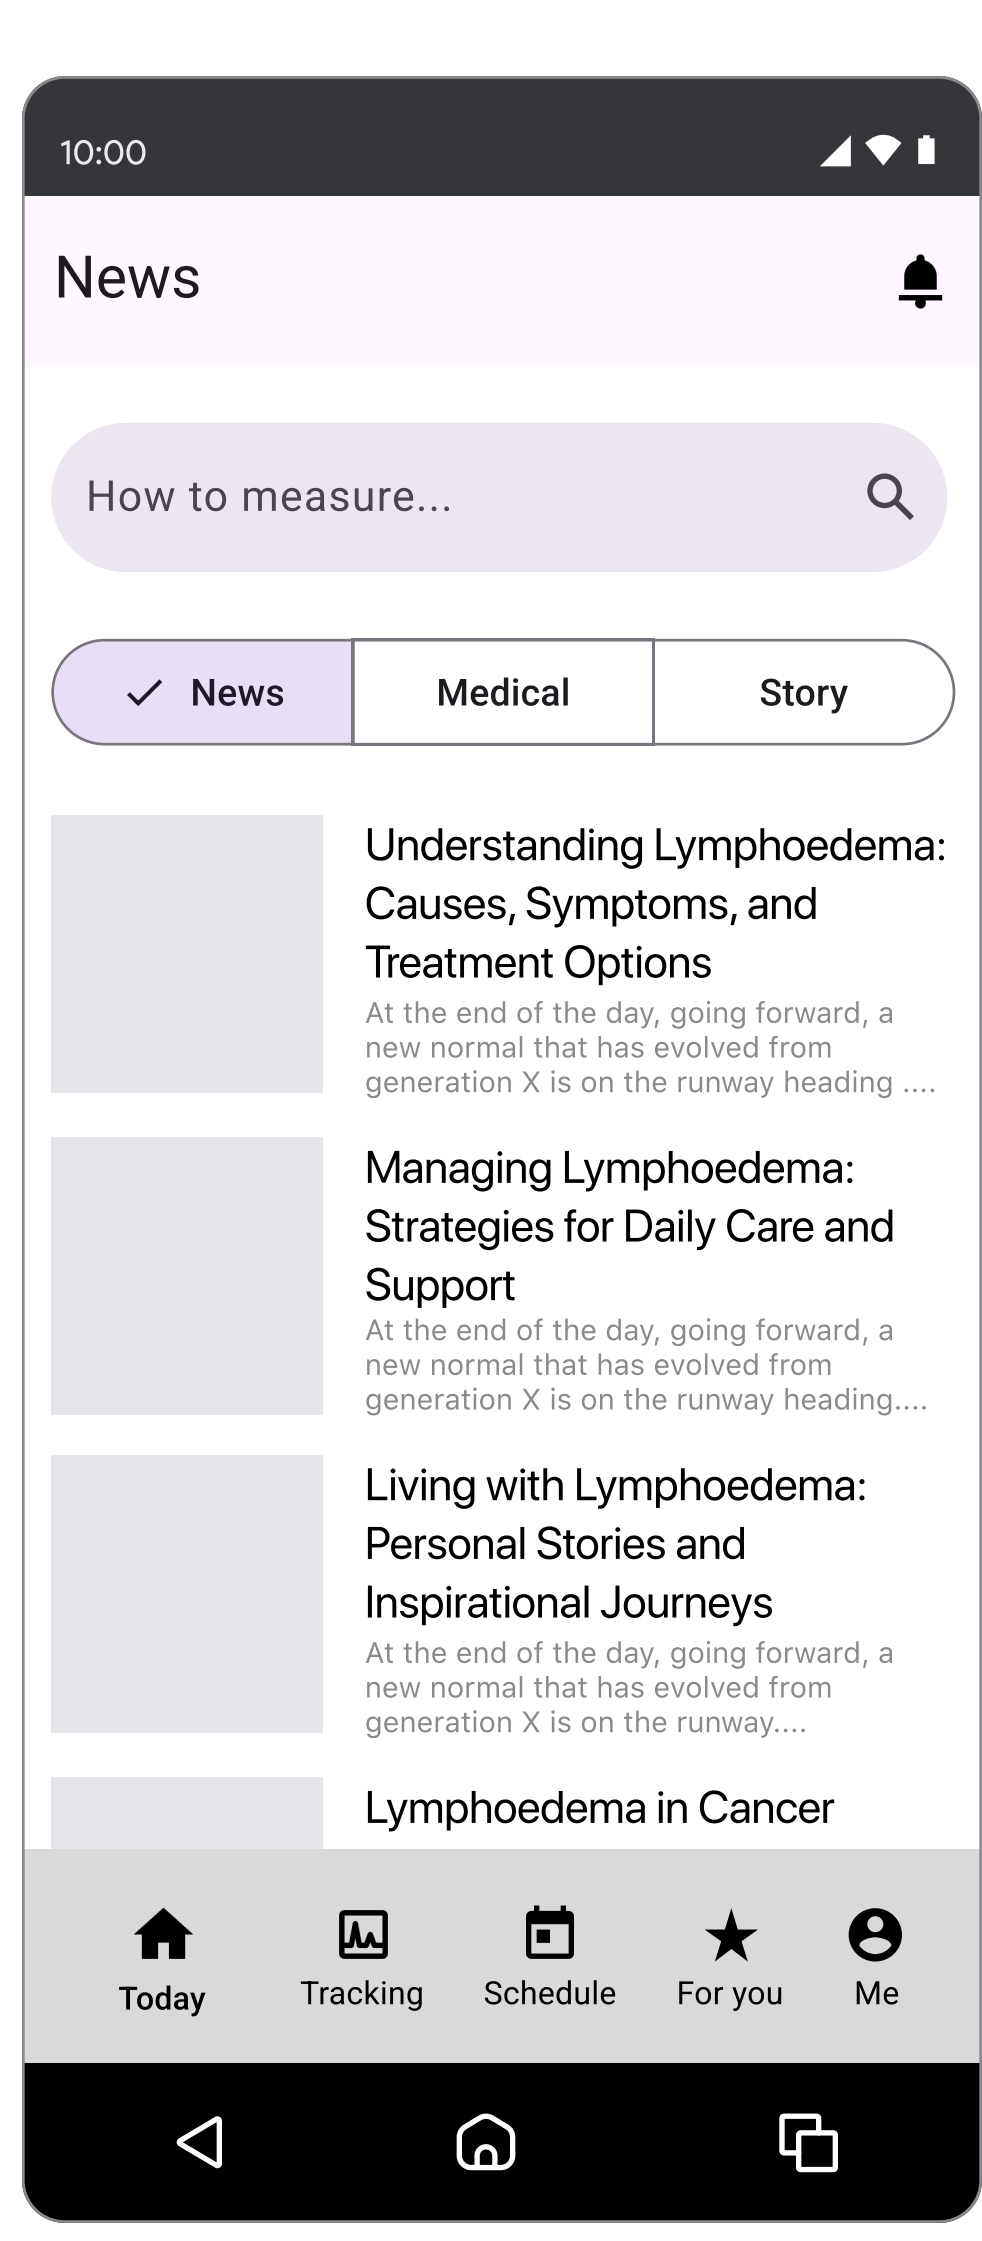 10:00
News
How to measure...
News
Medical
Story
Understanding Lymphoedema:
Causes, Symptoms, and
Treatment Options
At the end of the day, going forward, a
new normal that has evolved from
generation X is on the runway heading ....
Managing Lymphoedema:
Strategies for Daily Care and
Support
At the end of the day, going forward, a
new normal that has evolved from
generation X is on the runway heading....
Living with Lymphoedema:
Personal Stories and
Inspirational Journeys
At the end of the day, going forward, a
new normal that has evolved from
generation X is on the runway....
Lymphoedema in Cancer
Today
Tracking
Schedule
For you
Me